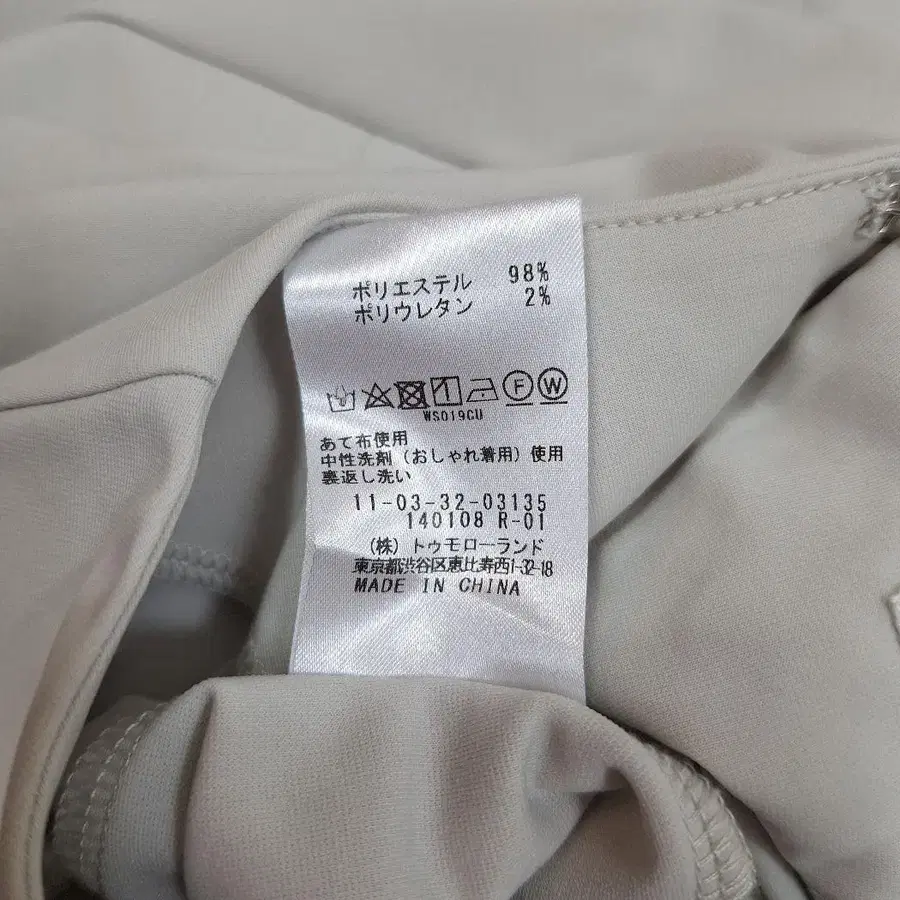 ポリエステル 98%
ポリウレタン 2%
F W
WS019CU
あて布使用
中性洗剤（おしゃれ着用）使用
裏返し洗い
11-03-32-03135
140108 R-01
（株）トゥモローランド
東京都渋谷区恵比寿西1-32-18
MADE IN CHINA